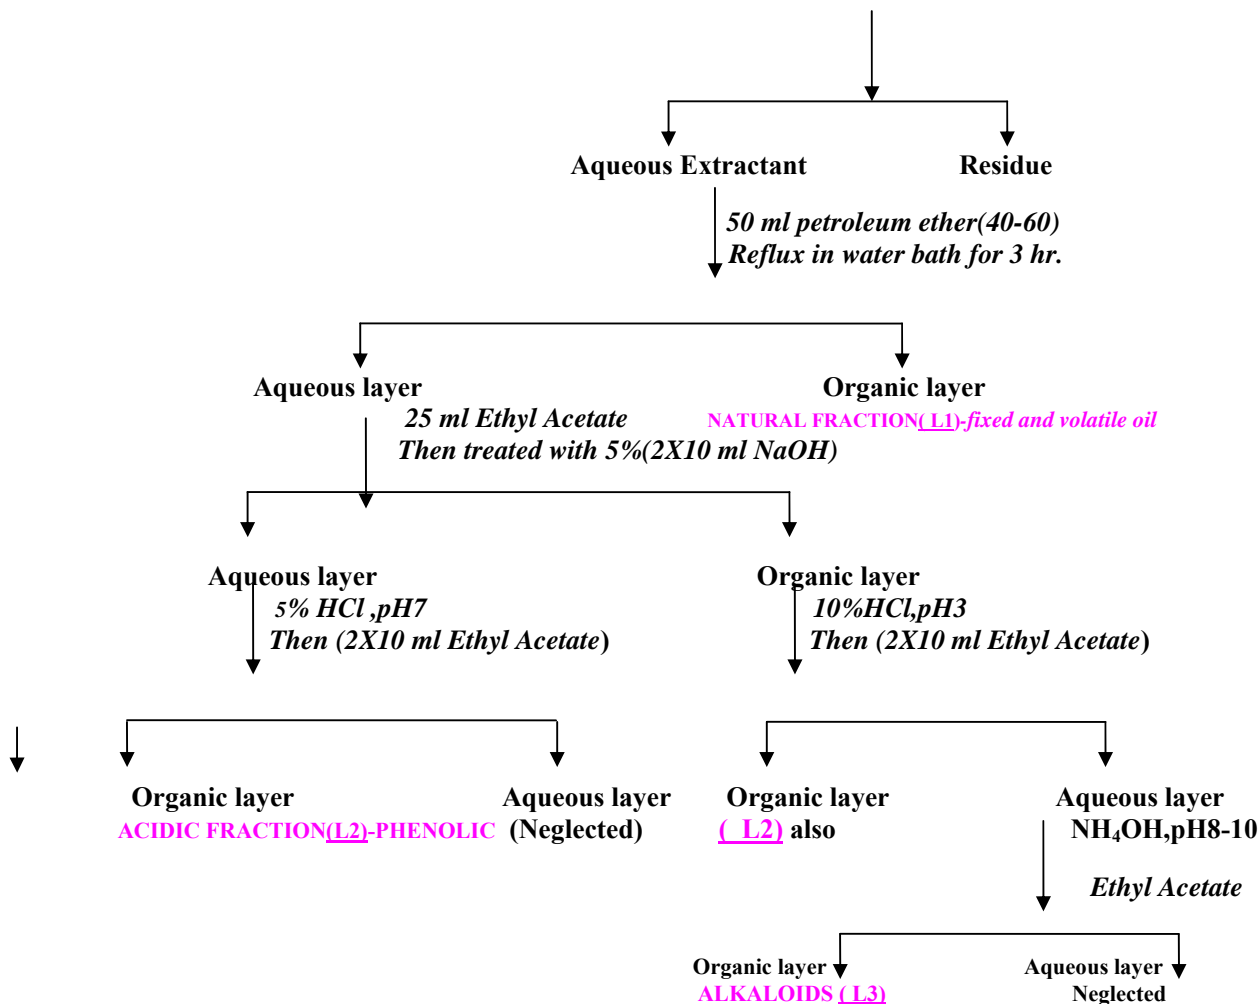 Aqueous Extractant Residue
50 ml petroleum ether(40-60)
Reflux in water bath for 3 hr.
Aqueous layer Organic layer
25 ml Ethyl Acetate NATURAL FRACTION( L1)-fixed and volatile oil
Then treated with 5%(2X10 ml NaOH)
Aqueous layer Organic layer
5% HCl ,pH7 10%HCl,pH3
Then (2X10 ml Ethyl Acetate) Then (2X10 ml Ethyl Acetate)
Organic layer Aqueous layer Organic layer Aqueous layer
ACIDIC FRACTION(L2)-PHENOLIC (Neglected) ( L2) also NH₄OH,pH8-10
Ethyl Acetate
Organic layer Aqueous layer
ALKALOIDS ( L3) Neglected